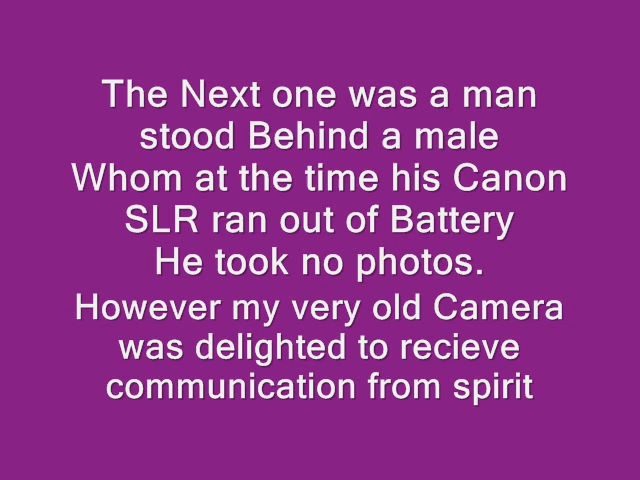 The Next one was a man
stood Behind a male
Whom at the time his Canon
SLR ran out of Battery
He took no photos.
However my very old Camera
was delighted to recieve
communication from spirit